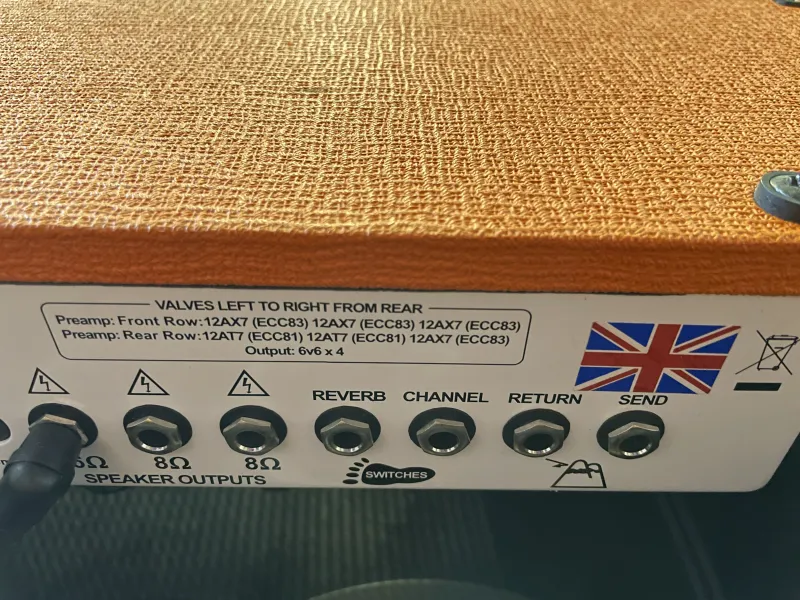 VALVES LEFT TO RIGHT FROM REAR
Preamp: Front Row:12AX7 (ECC83) 12AX7 (ECC83) 12AX7 (ECC83)
Preamp: Rear Row:12AT7 (ECC81) 12AT7 (ECC81) 12AX7 (ECC83)
Output: 6v6 x 4
REVERB CHANNEL RETURN SEND
8Ω 8Ω
SPEAKER OUTPUTS
SWITCHES